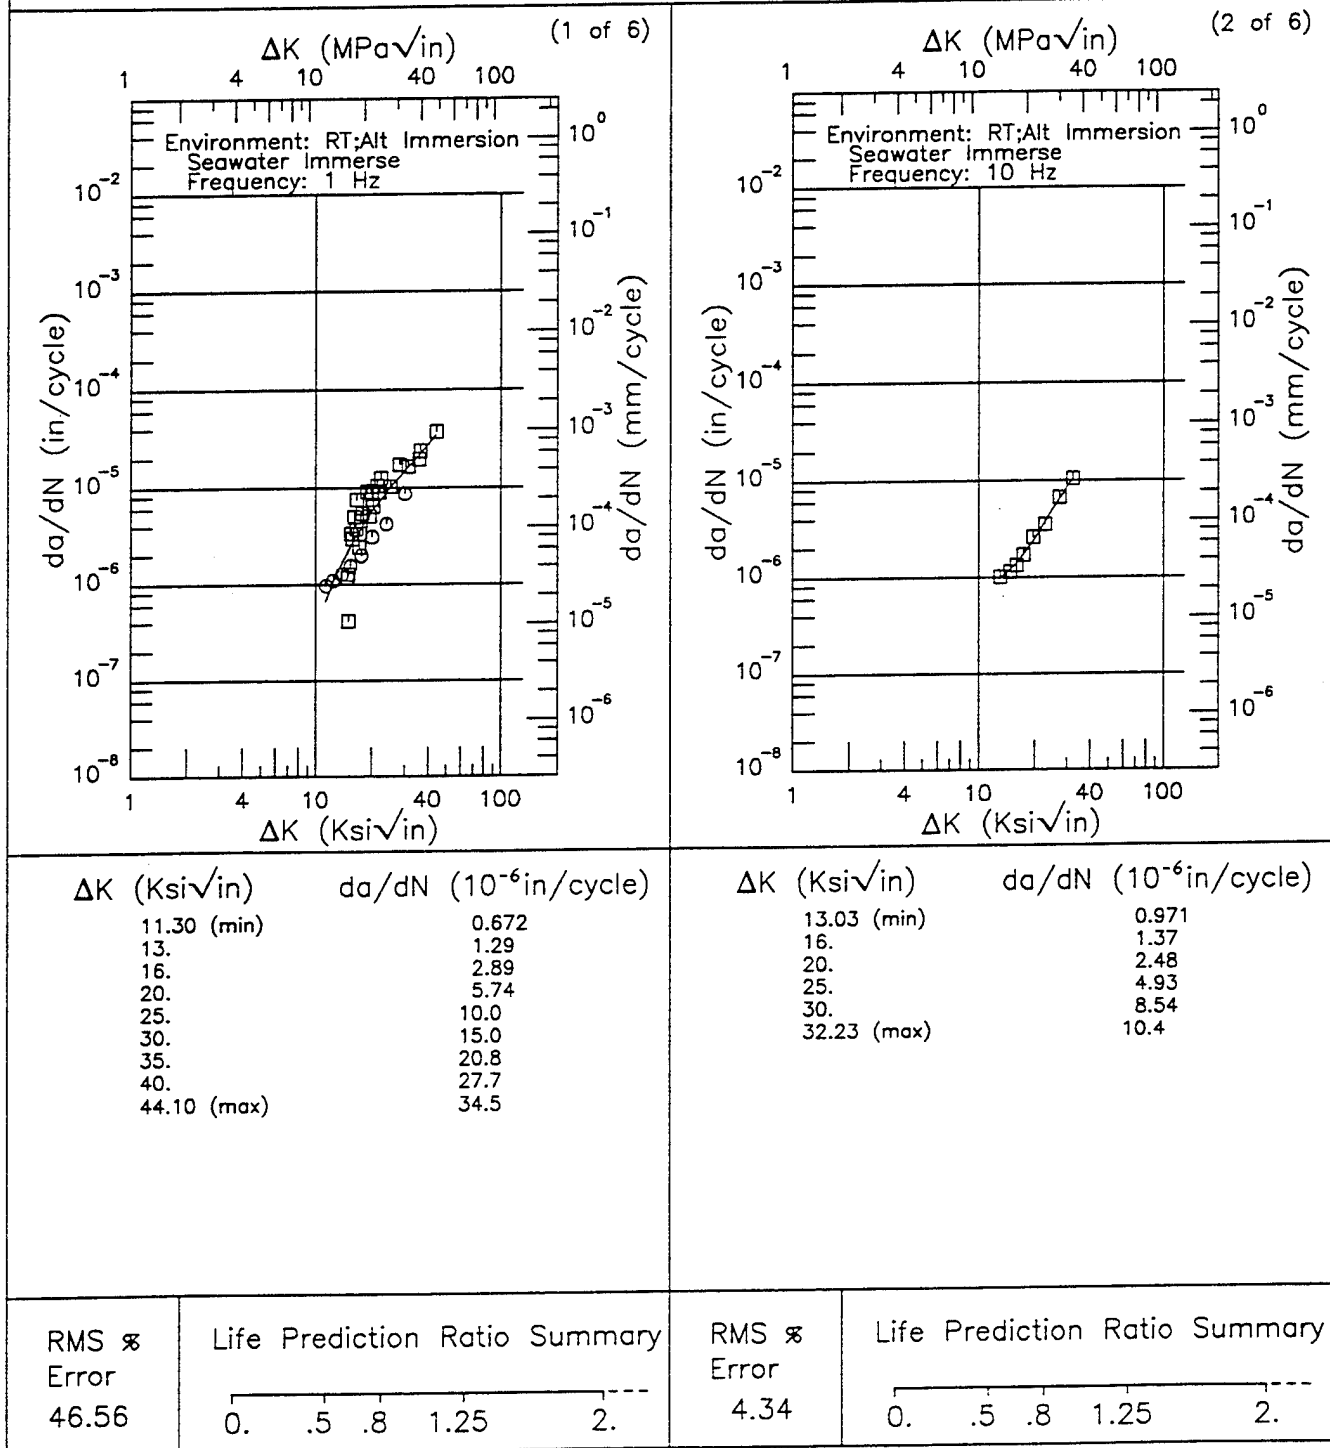 (1 of 6)
ΔK (MPa√in)
1 4 10 40 100
Environment: RT;Alt Immersion
Seawater Immerse
Frequency: 1 Hz
da/dN (in/cycle)
10⁻²
10⁻³
10⁻⁴
10⁻⁵
10⁻⁶
10⁻⁷
10⁻⁸
10⁰
10⁻¹
10⁻²
10⁻³
10⁻⁴
10⁻⁵
10⁻⁶
da/dN (mm/cycle)
1 4 10 40 100
ΔK (Ksi√in)
ΔK (Ksi√in) da/dN (10⁻⁶in/cycle)
11.30 (min) 0.672
13. 1.29
16. 2.89
20. 5.74
25. 10.0
30. 15.0
35. 20.8
40. 27.7
44.10 (max) 34.5
RMS %
Error
46.56
Life Prediction Ratio Summary
0. .5 .8 1.25 2.
(2 of 6)
ΔK (MPa√in)
1 4 10 40 100
Environment: RT;Alt Immersion
Seawater Immerse
Frequency: 10 Hz
da/dN (in/cycle)
10⁻²
10⁻³
10⁻⁴
10⁻⁵
10⁻⁶
10⁻⁷
10⁻⁸
10⁰
10⁻¹
10⁻²
10⁻³
10⁻⁴
10⁻⁵
10⁻⁶
da/dN (mm/cycle)
1 4 10 40 100
ΔK (Ksi√in)
ΔK (Ksi√in) da/dN (10⁻⁶in/cycle)
13.03 (min) 0.971
16. 1.37
20. 2.48
25. 4.93
30. 8.54
32.23 (max) 10.4
RMS %
Error
4.34
Life Prediction Ratio Summary
0. .5 .8 1.25 2.